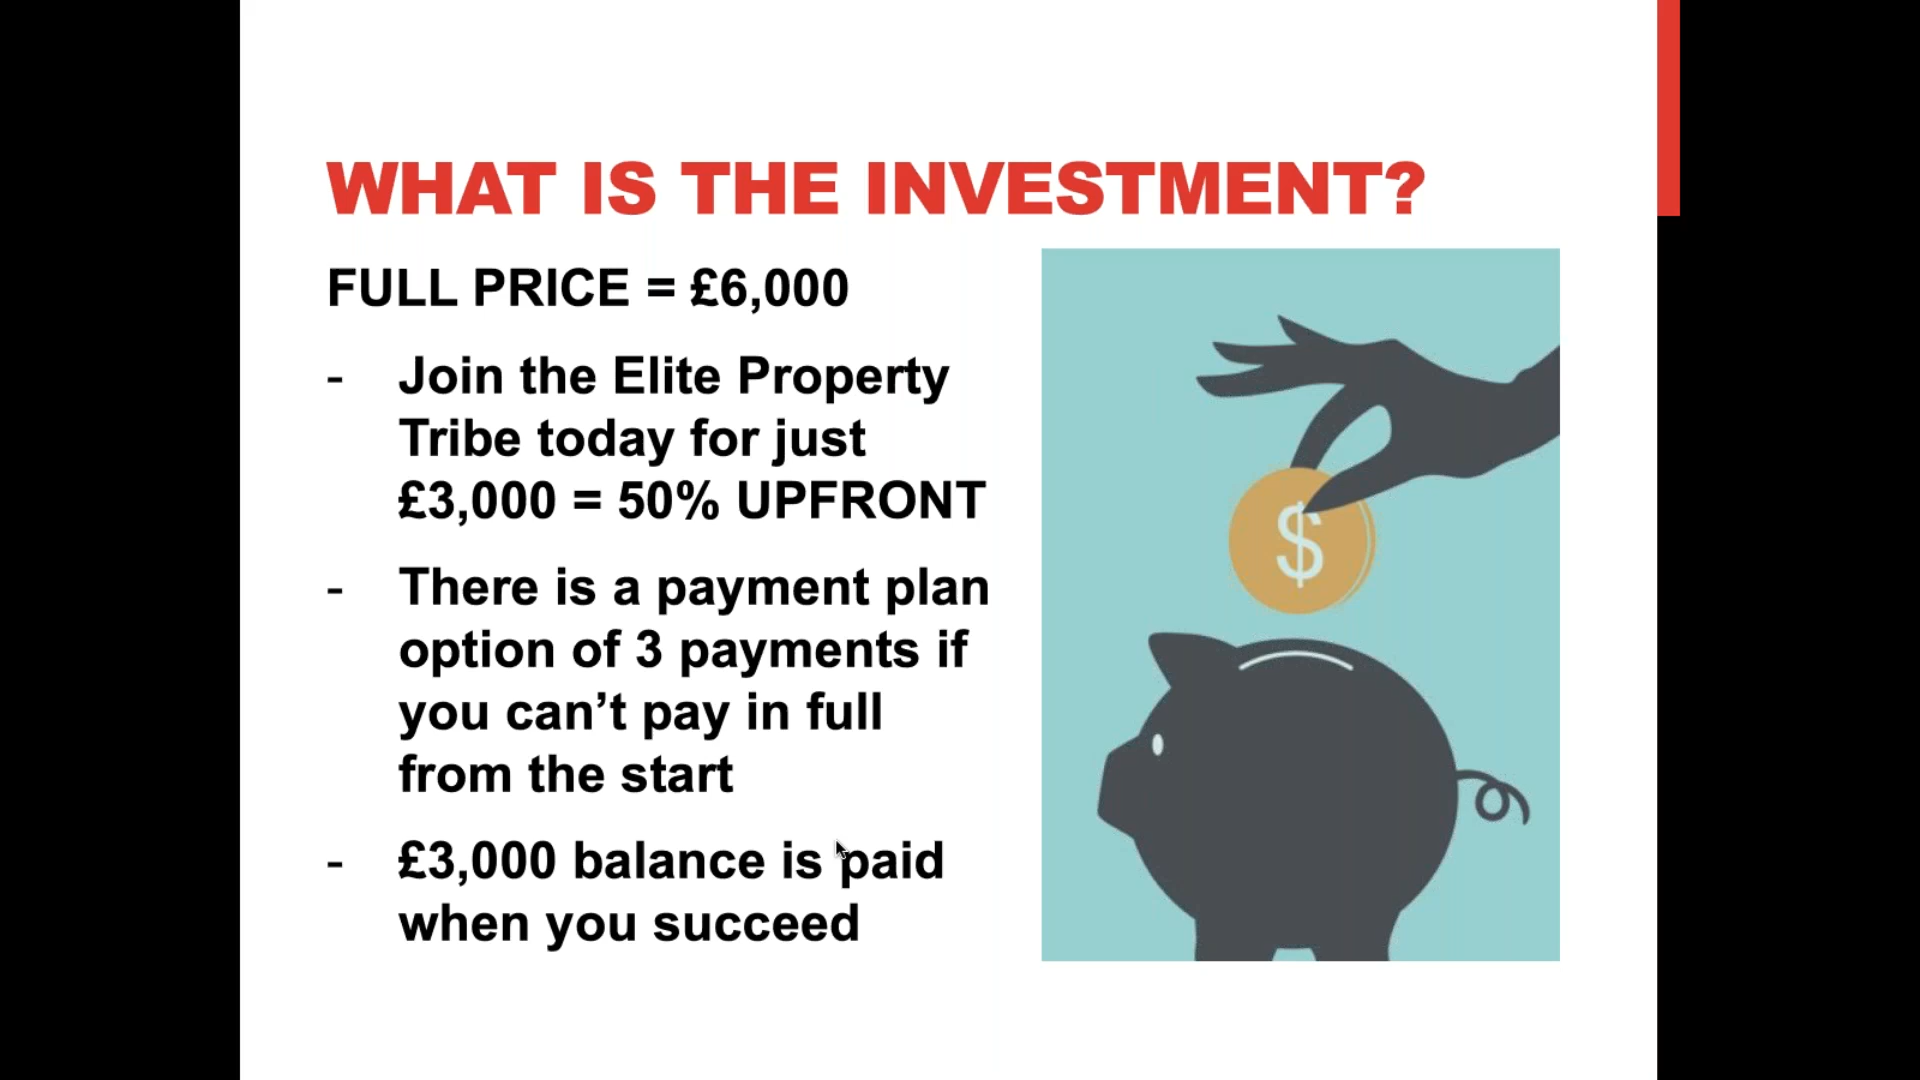 WHAT IS THE INVESTMENT?
FULL PRICE = £6,000
- Join the Elite Property
Tribe today for just
£3,000 = 50% UPFRONT
- There is a payment plan
option of 3 payments if
you can’t pay in full
from the start
- £3,000 balance is paid
when you succeed
$